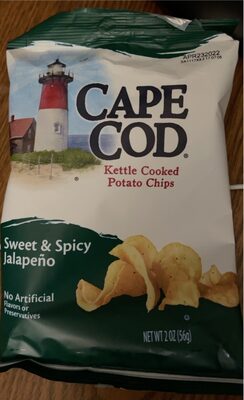 APR232022
CAPE
COD®
Kettle Cooked
Potato Chips
Sweet & Spicy
Jalapeño
No Artificial
Flavors or
Preservatives
NET WT 2 OZ (56g)